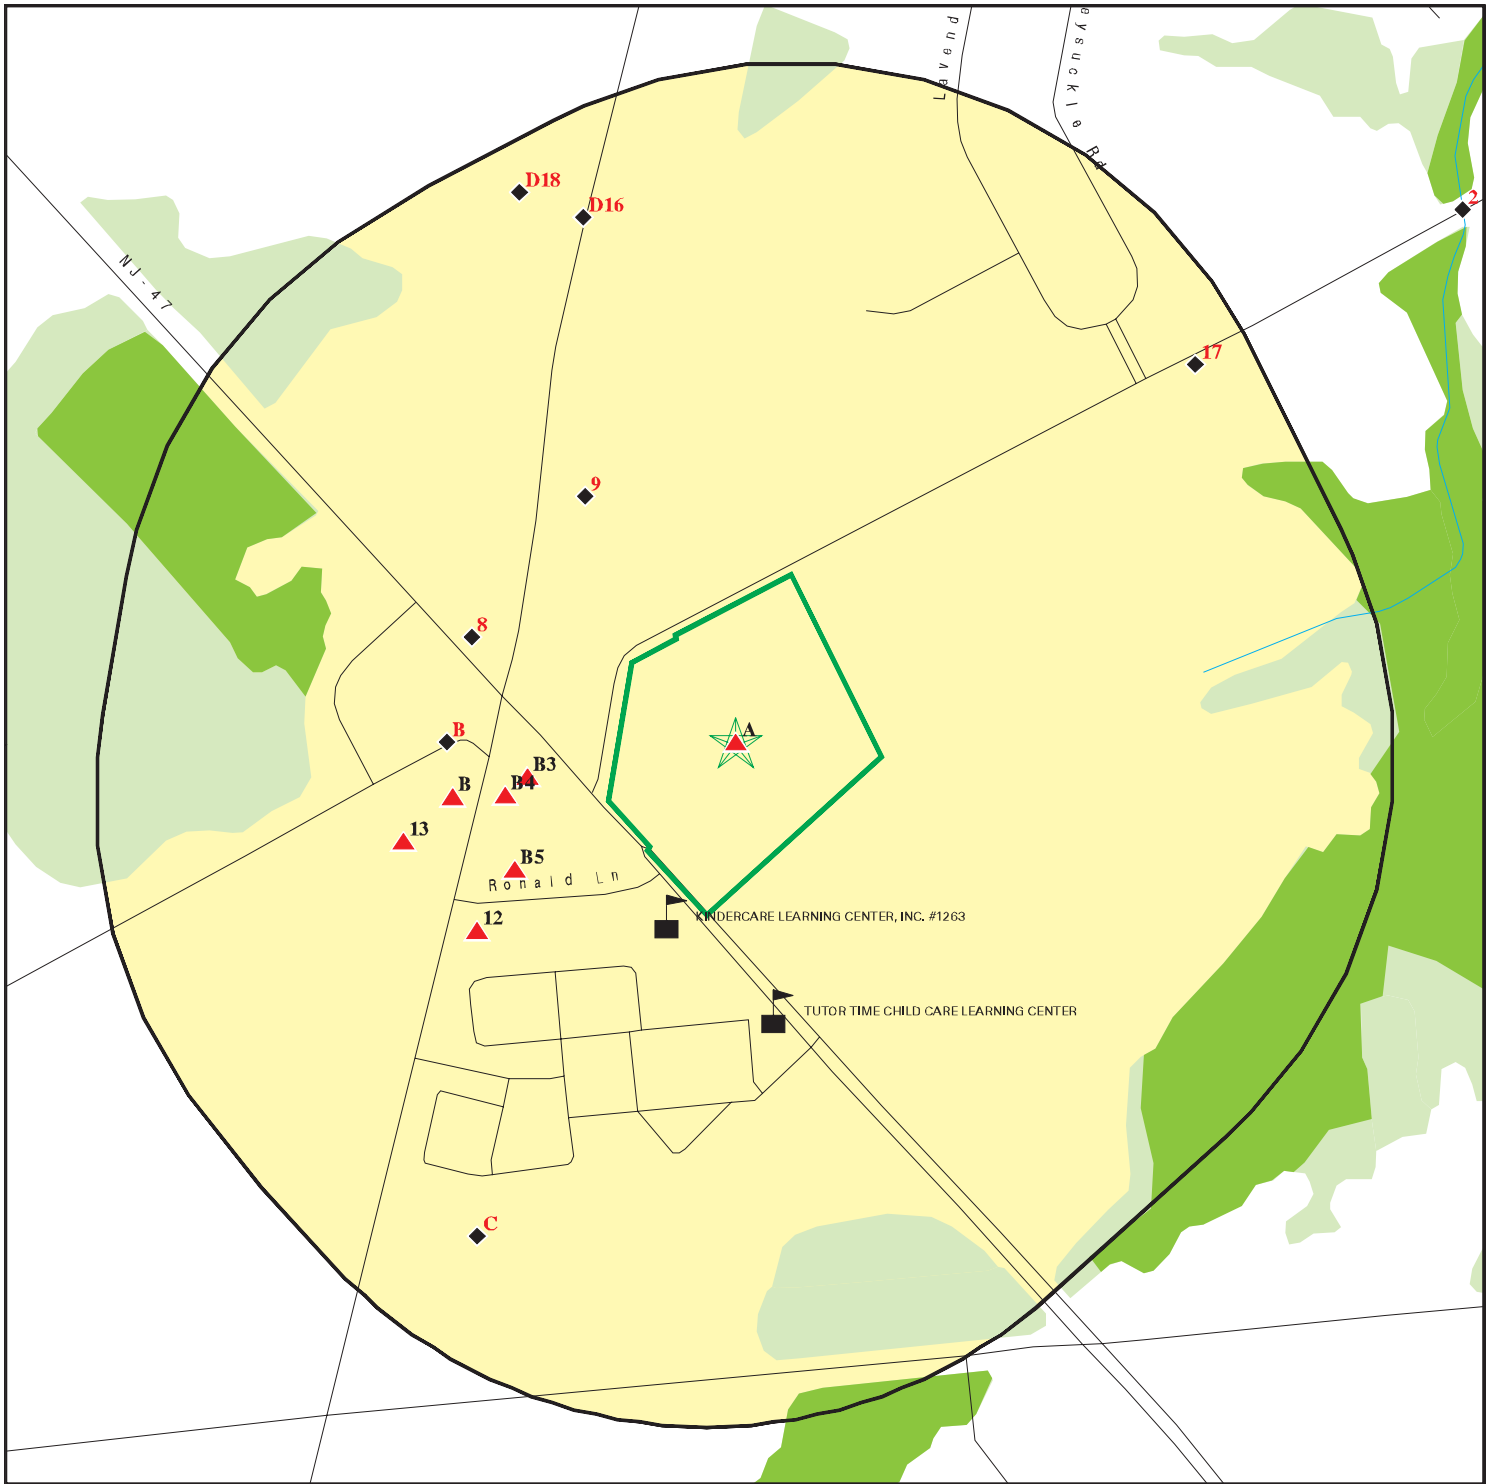 Lavend
eysuckle Rd
D18
2
D16
NJ-47
17
9
8
B
A
B3
B4
B
13
B5
Ronald Ln
12
KINDERCARE LEARNING CENTER, INC. #1263
TUTOR TIME CHILD CARE LEARNING CENTER
C